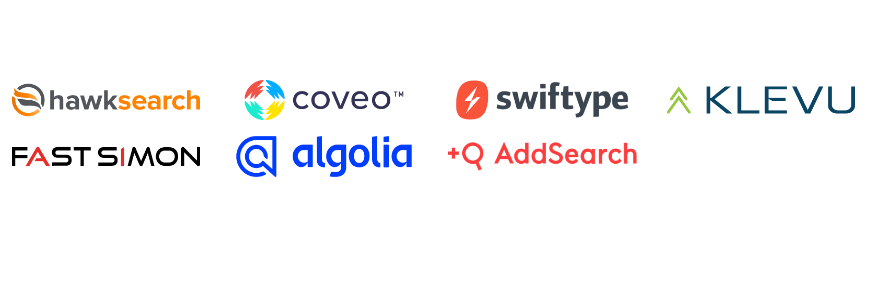 hawksearch
coveo™
swiftype
KLEVU
FAST SIMON
algolia
+Q AddSearch